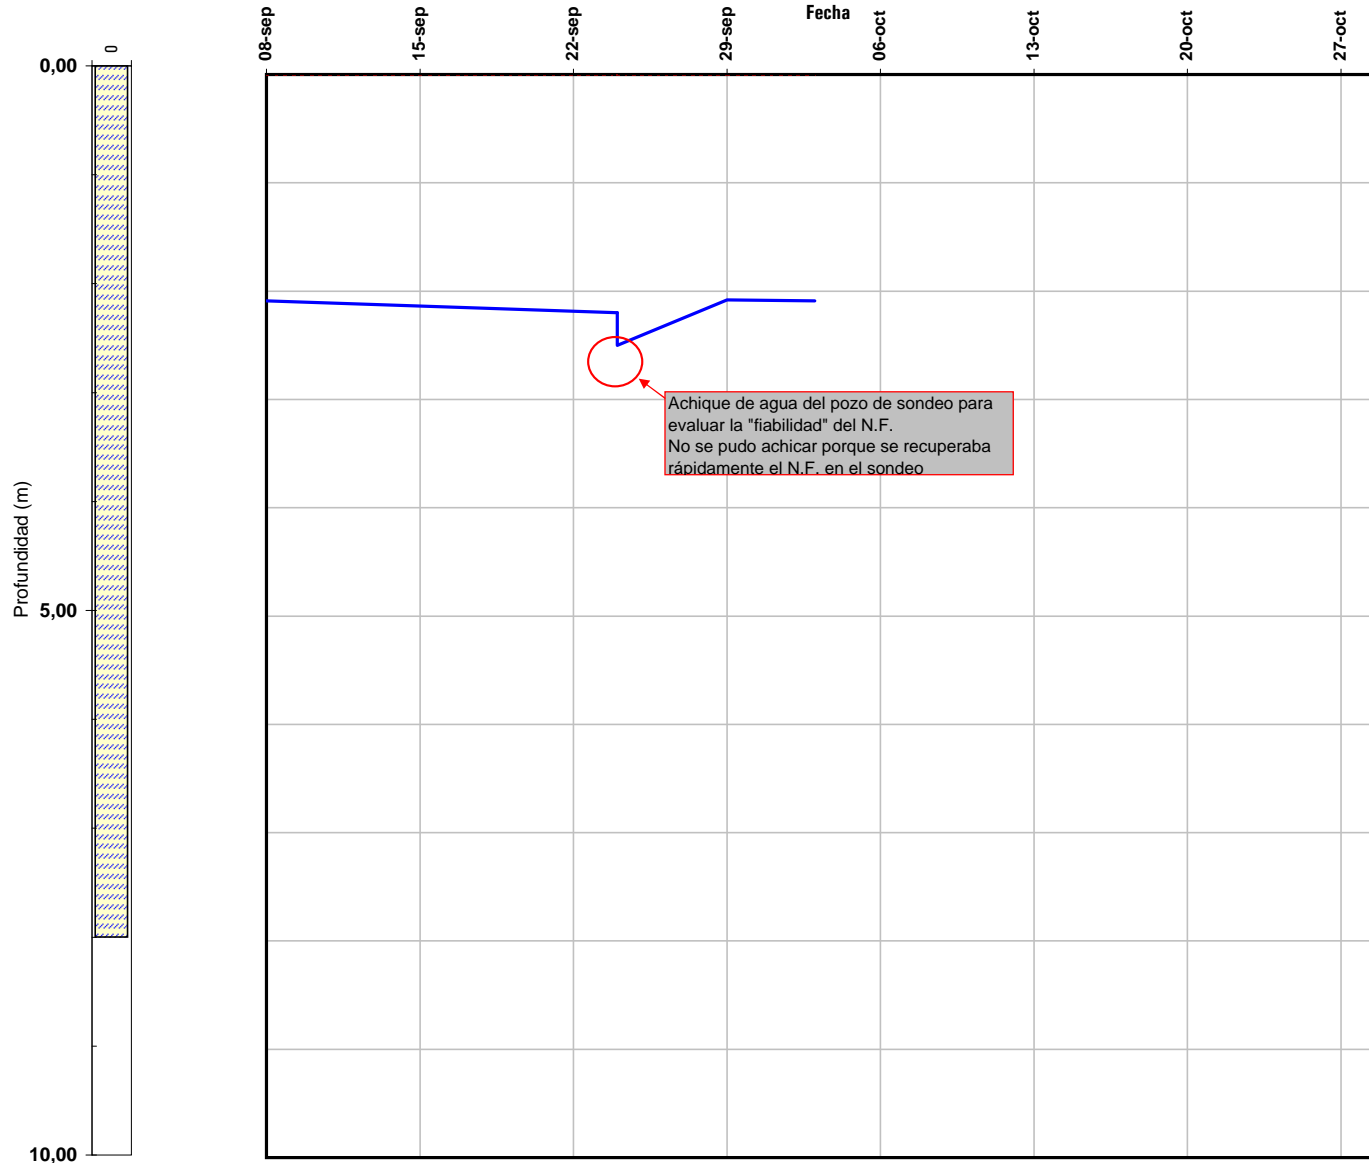 Fecha
08-sep
15-sep
22-sep
29-sep
06-oct
13-oct
20-oct
27-oct
0
0,00
5,00
10,00
Profundidad (m)
Achique de agua del pozo de sondeo para
evaluar la "fiabilidad" del N.F.
No se pudo achicar porque se recuperaba
rápidamente el N.F. en el sondeo